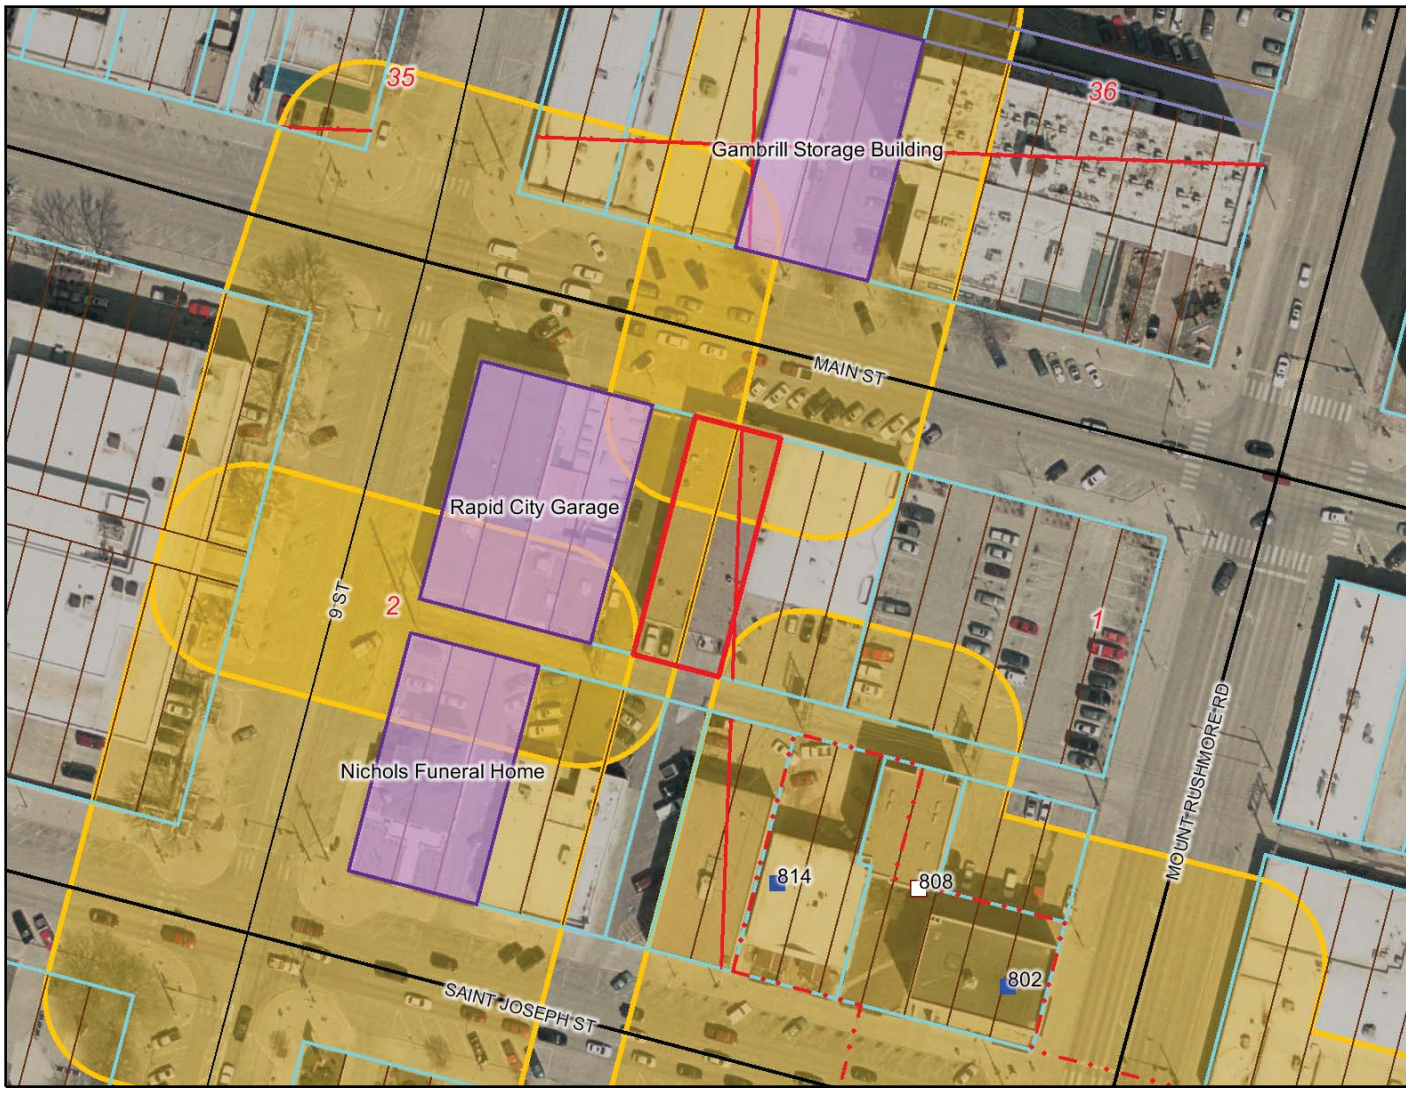 35
36
Gambrill Storage Building
MAIN ST
Rapid City Garage
9 ST
2
1
Nichols Funeral Home
MOUNT RUSHMORE RD
814
808
802
SAINT JOSEPH ST